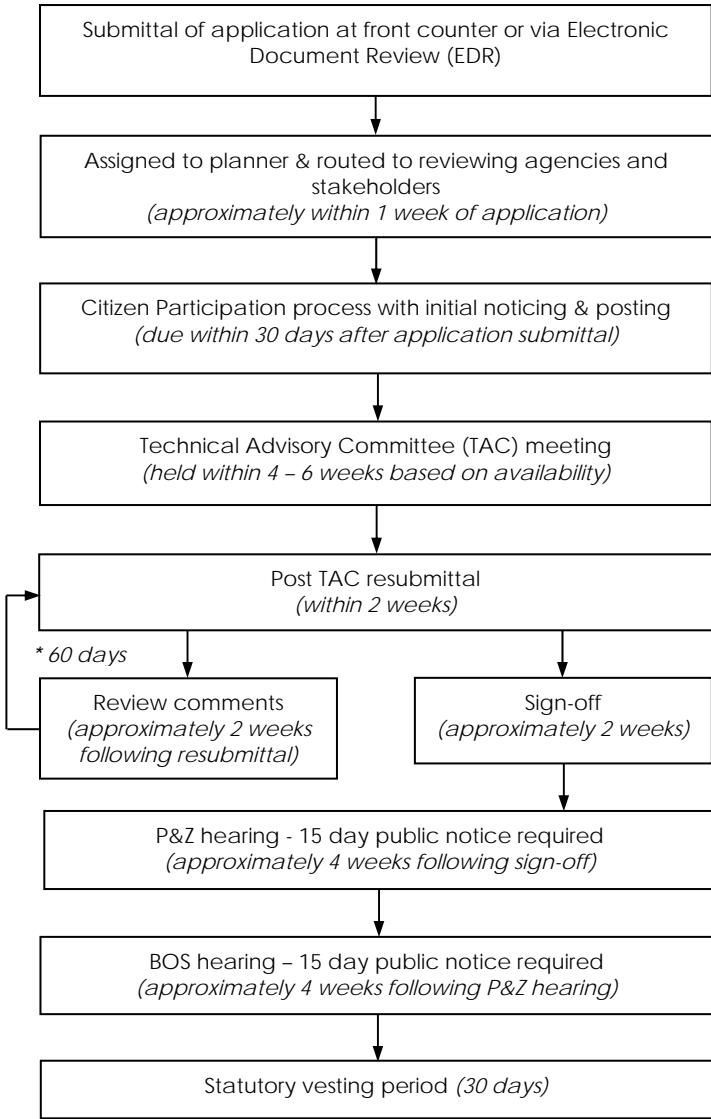 Submittal of application at front counter or via Electronic
Document Review (EDR)
Assigned to planner & routed to reviewing agencies and
stakeholders
(approximately within 1 week of application)
Citizen Participation process with initial noticing & posting
(due within 30 days after application submittal)
Technical Advisory Committee (TAC) meeting
(held within 4 – 6 weeks based on availability)
Post TAC resubmittal
(within 2 weeks)
* 60 days
Review comments
(approximately 2 weeks
following resubmittal)
Sign-off
(approximately 2 weeks)
P&Z hearing - 15 day public notice required
(approximately 4 weeks following sign-off)
BOS hearing – 15 day public notice required
(approximately 4 weeks following P&Z hearing)
Statutory vesting period (30 days)